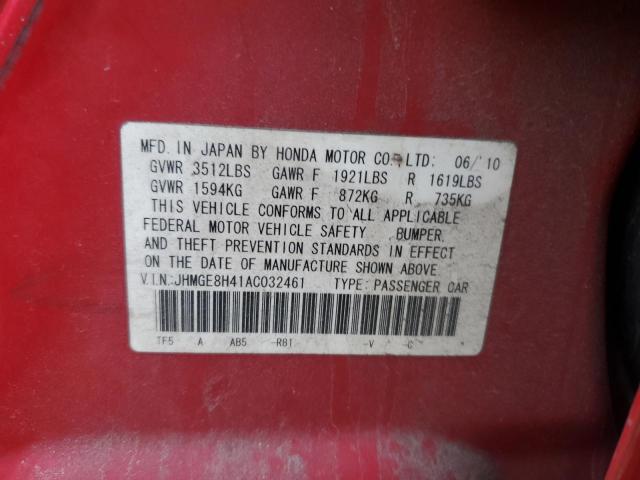 MFD. IN JAPAN BY HONDA MOTOR CO., LTD: 06/'10
GVWR 3512LBS GAWR F 1921LBS R 1619LBS
GVWR 1594KG GAWR F 872KG R 735KG
THIS VEHICLE CONFORMS TO ALL APPLICABLE
FEDERAL MOTOR VEHICLE SAFETY, BUMPER,
AND THEFT PREVENTION STANDARDS IN EFFECT
ON THE DATE OF MANUFACTURE SHOWN ABOVE.
V.I.N.:JHMGE8H41AC032461 TYPE: PASSENGER CAR
TF5 A AB5 -R81 -V -C *